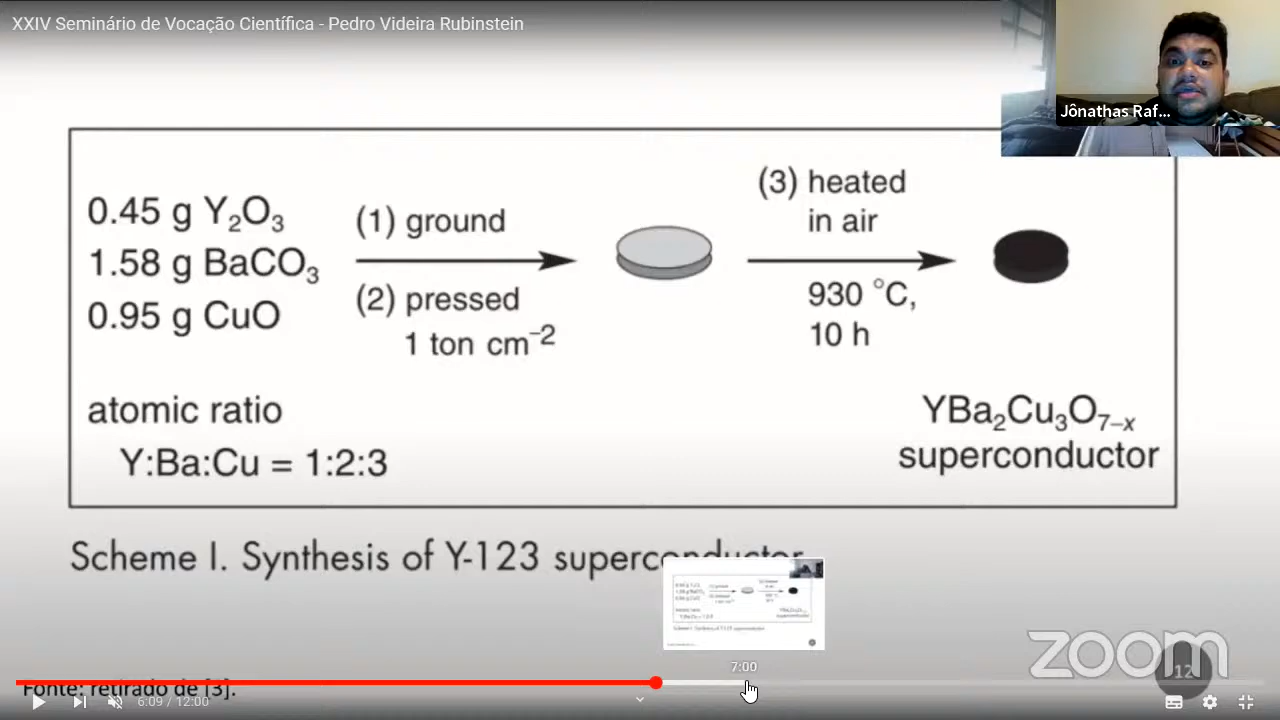 XXIV Seminário de Vocação Científica - Pedro Videira Rubinstein
Jônathas Raf...
0.45 g Y₂O₃
1.58 g BaCO₃
0.95 g CuO
(1) ground
(2) pressed
1 ton cm⁻²
(3) heated
in air
930 °C,
10 h
atomic ratio
Y:Ba:Cu = 1:2:3
YBa₂Cu₃O₇₋ₓ
superconductor
Scheme I. Synthesis of Y-123 superconductor
7:00
zoom
12
Fonte: retirado de [3].
6:09 / 12:00